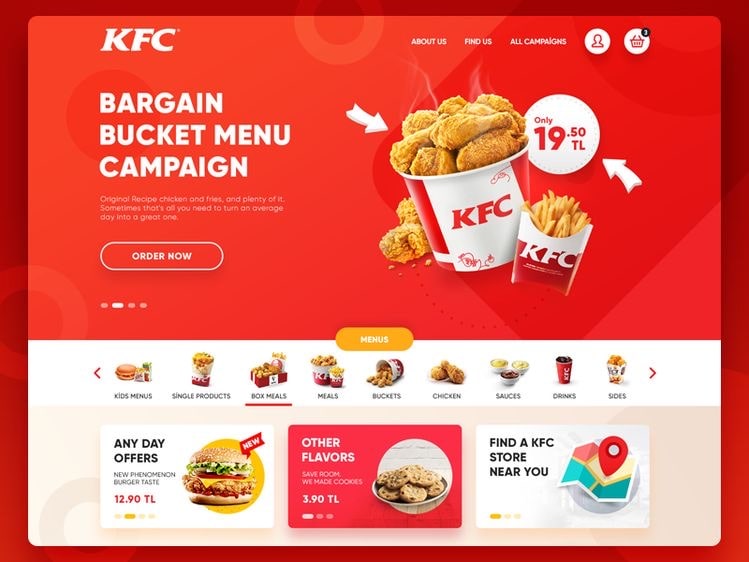 KFC
ABOUT US
FIND US
ALL CAMPAİGNS
3
BARGAIN
BUCKET MENU
CAMPAIGN
Original Recipe chicken and fries, and plenty of it.
Sometimes that's all you need to turn an average
day into a great one.
ORDER NOW
Only
19.50
TL
KFC
KFC
MENUS
KİDS MENUS
SİNGLE PRODUCTS
BOX MEALS
MEALS
BUCKETS
CHICKEN
SAUCES
DRINKS
SIDES
ANY DAY
OFFERS
NEW PHENOMENON
BURGER TASTE
12.90 TL
NEW
OTHER
FLAVORS
SAVE ROOM.
WE MADE COOKIES
3.90 TL
FIND A KFC
STORE
NEAR YOU